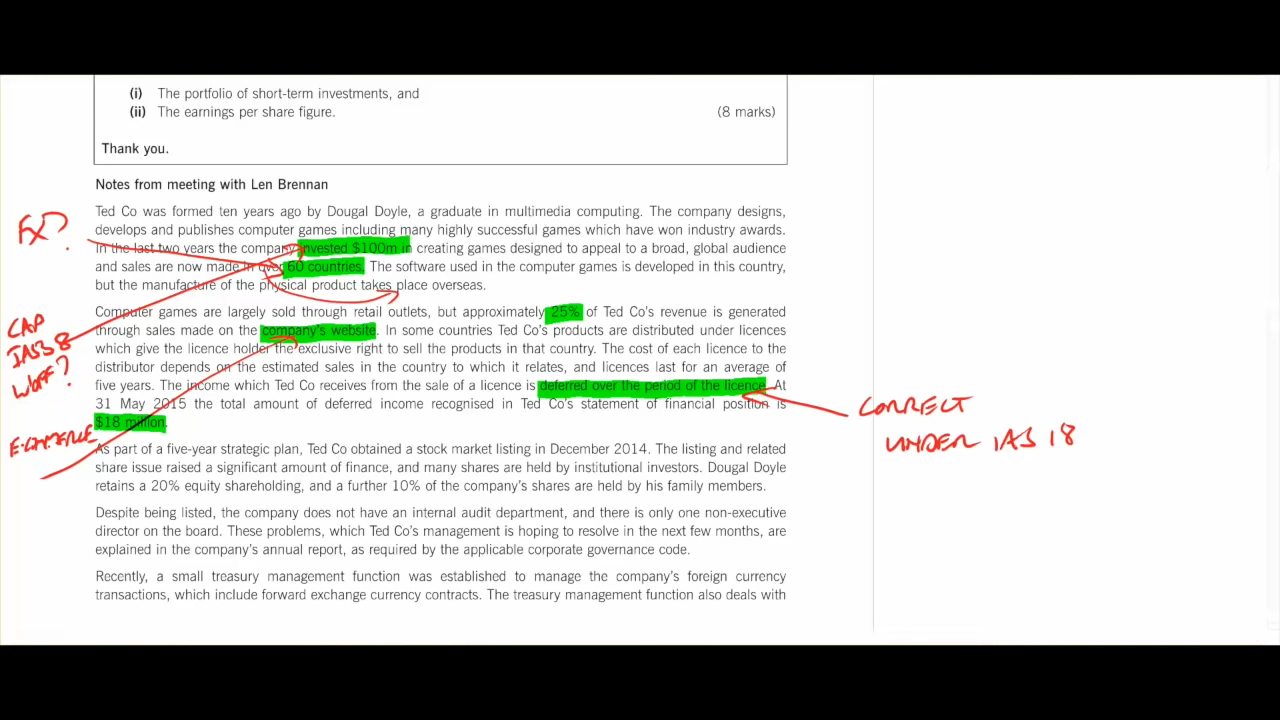 (i) The portfolio of short-term investments, and
(ii) The earnings per share figure. (8 marks)
Thank you.
Notes from meeting with Len Brennan
Ted Co was formed ten years ago by Dougal Doyle, a graduate in multimedia computing. The company designs,
develops and publishes computer games including many highly successful games which have won industry awards.
In the last two years the company invested $100m in creating games designed to appeal to a broad, global audience
and sales are now made in over 60 countries. The software used in the computer games is developed in this country,
but the manufacture of the physical product takes place overseas.
Computer games are largely sold through retail outlets, but approximately 25% of Ted Co's revenue is generated
through sales made on the company's website. In some countries Ted Co's products are distributed under licences
which give the licence holder the exclusive right to sell the products in that country. The cost of each licence to the
distributor depends on the estimated sales in the country to which it relates, and licences last for an average of
five years. The income which Ted Co receives from the sale of a licence is deferred over the period of the licence. At
31 May 2015 the total amount of deferred income recognised in Ted Co's statement of financial position is
$18 million.
As part of a five-year strategic plan, Ted Co obtained a stock market listing in December 2014. The listing and related
share issue raised a significant amount of finance, and many shares are held by institutional investors. Dougal Doyle
retains a 20% equity shareholding, and a further 10% of the company's shares are held by his family members.
Despite being listed, the company does not have an internal audit department, and there is only one non-executive
director on the board. These problems, which Ted Co's management is hoping to resolve in the next few months, are
explained in the company's annual report, as required by the applicable corporate governance code.
Recently, a small treasury management function was established to manage the company's foreign currency
transactions, which include forward exchange currency contracts. The treasury management function also deals with
FX?
CAP
IAS38
WOFF?
E-COMMERCE
CORRECT
UNDER IAS 18